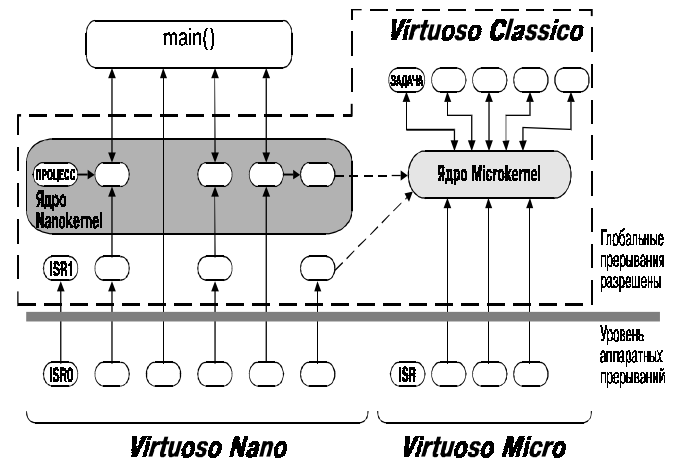 main()
Virtuoso Classico
ЗАДАЧА
ПРОЦЕСС
Ядро
Nanokernel
Ядро Microkernel
ISR1
Глобальные
прерывания
разрешены
Уровень
аппаратных
прерываний
ISR0
ISR
Virtuoso Nano
Virtuoso Micro